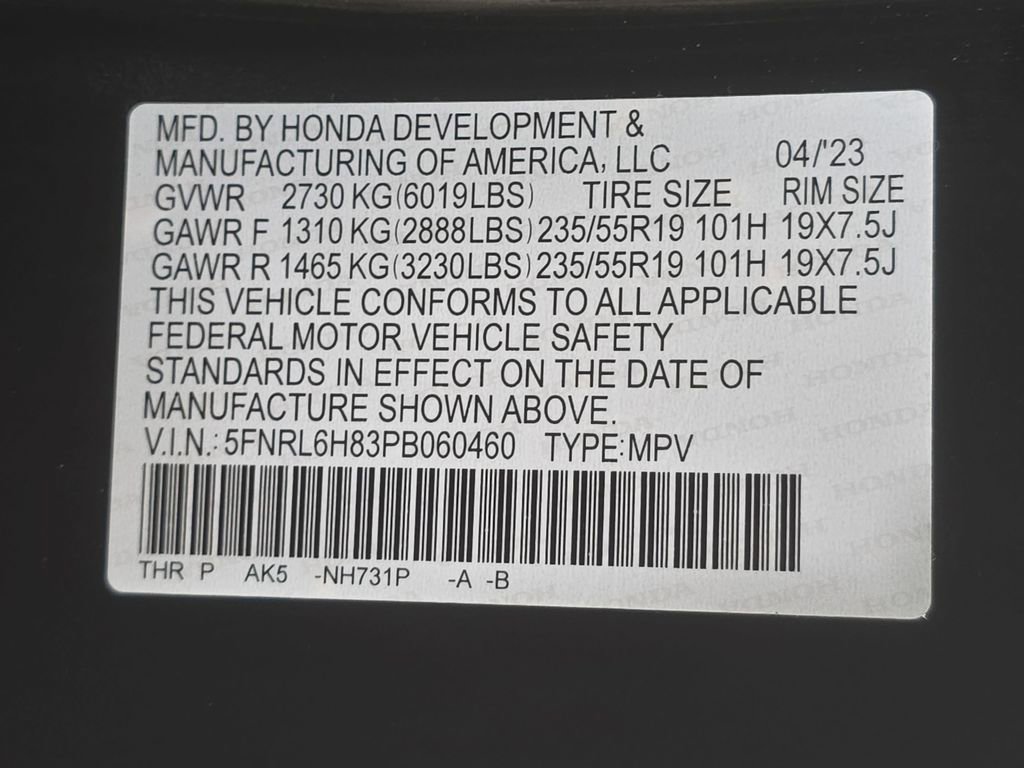 MFD. BY HONDA DEVELOPMENT &
MANUFACTURING OF AMERICA, LLC 04/'23
GVWR 2730 KG(6019LBS) TIRE SIZE RIM SIZE
GAWR F 1310 KG(2888LBS) 235/55R19 101H 19X7.5J
GAWR R 1465 KG(3230LBS) 235/55R19 101H 19X7.5J
THIS VEHICLE CONFORMS TO ALL APPLICABLE
FEDERAL MOTOR VEHICLE SAFETY
STANDARDS IN EFFECT ON THE DATE OF
MANUFACTURE SHOWN ABOVE.
V.I.N.: 5FNRL6H83PB060460 TYPE:MPV
THR P AK5 -NH731P -A -B